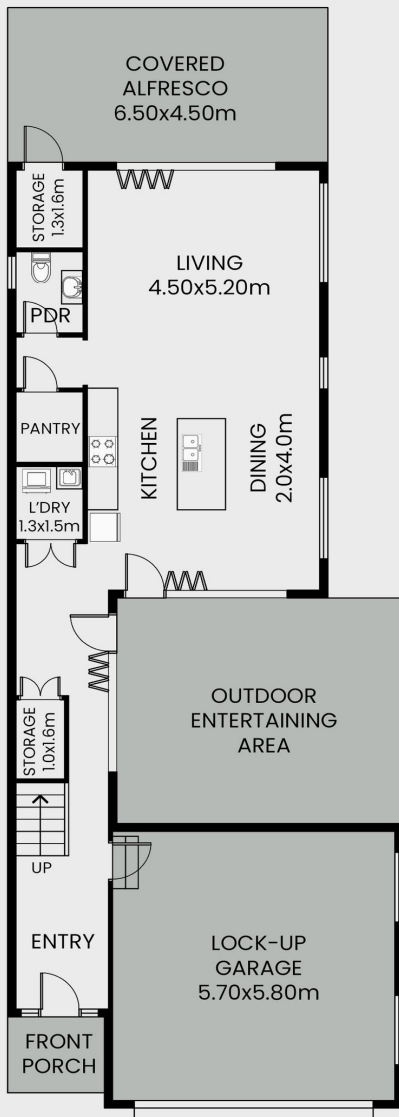 COVERED
ALFRESCO
6.50x4.50m
STORAGE
1.3x1.6m
LIVING
4.50x5.20m
PDR
PANTRY
KITCHEN
DINING
2.0x4.0m
L'DRY
1.3x1.5m
OUTDOOR
ENTERTAINING
AREA
STORAGE
1.0x1.6m
UP
ENTRY
LOCK-UP
GARAGE
5.70x5.80m
FRONT
PORCH